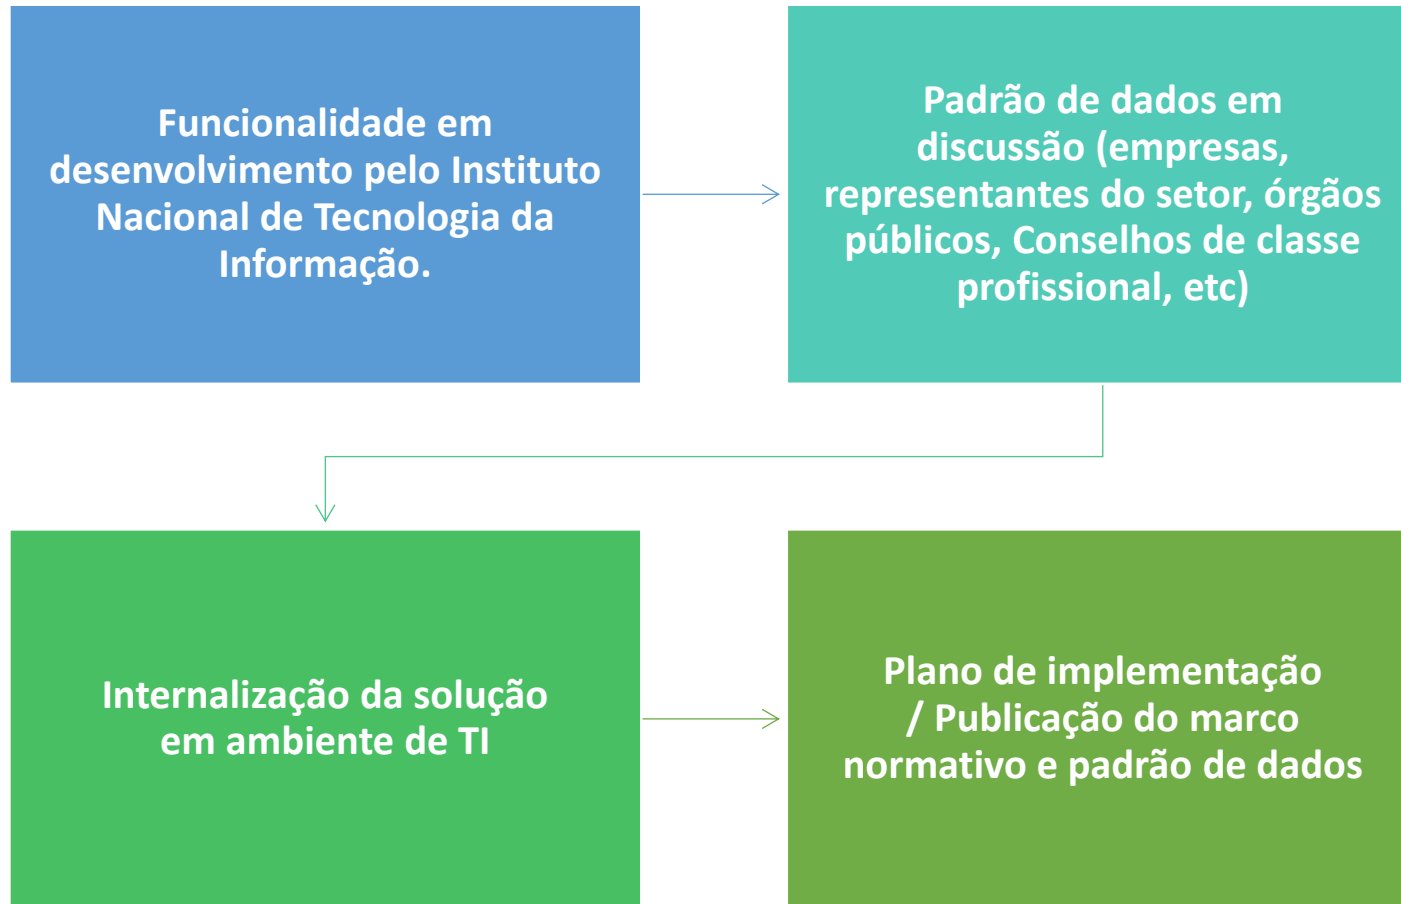 Funcionalidade em
desenvolvimento pelo Instituto
Nacional de Tecnologia da
Informação.
Padrão de dados em
discussão (empresas,
representantes do setor, órgãos
públicos, Conselhos de classe
profissional, etc)
Internalização da solução
em ambiente de TI
Plano de implementação
/ Publicação do marco
normativo e padrão de dados